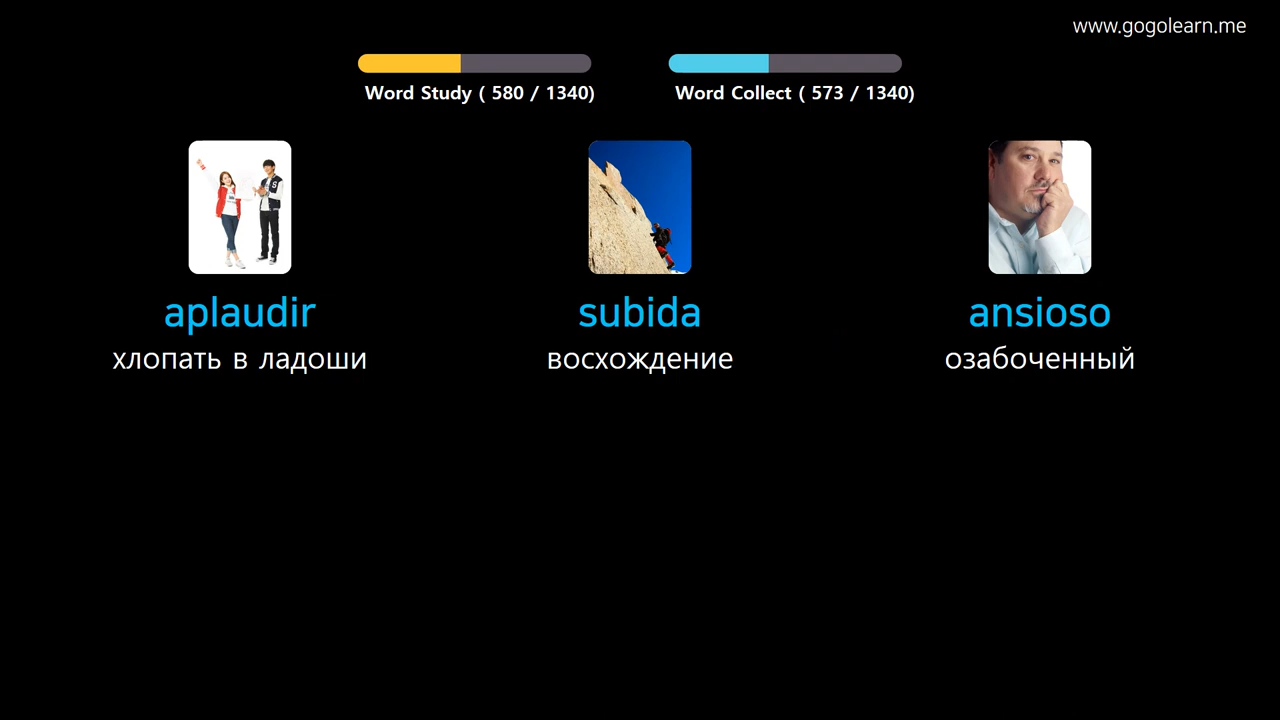 www.gogolearn.me
Word Study ( 580 / 1340)
Word Collect ( 573 / 1340)
aplaudir
хлопать в ладоши
subida
восхождение
ansioso
озабоченный